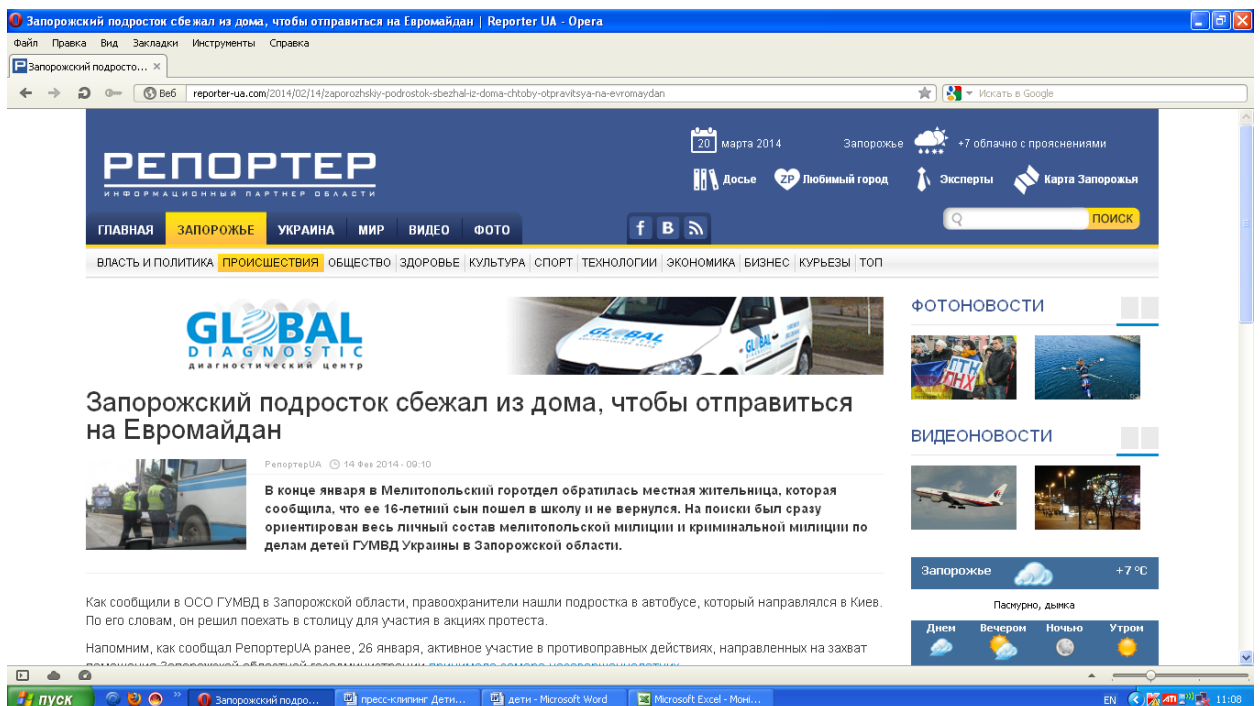 Запорожский подросток сбежал из дома, чтобы отправиться на Евромайдан | Reporter UA - Opera
Файл Правка Вид Закладки Инструменты Справка
Запорожский подросто...
Веб reporter-ua.com/2014/02/14/zaporozhskiy-podrostok-sbezhal-iz-doma-chtoby-otpravitsya-na-evromaydan Искать в Google
20 марта 2014 Запорожье +7 облачно с прояснениями
РЕПОРТЕР
ИНФОРМАЦИОННЫЙ ПАРТНЕР ОБЛАСТИ
Досье ZP Любимый город Эксперты Карта Запорожья
ГЛАВНАЯ ЗАПОРОЖЬЕ УКРАИНА МИР ВИДЕО ФОТО f В ПОИСК
ВЛАСТЬ И ПОЛИТИКА ПРОИСШЕСТВИЯ ОБЩЕСТВО ЗДОРОВЬЕ КУЛЬТУРА СПОРТ ТЕХНОЛОГИИ ЭКОНОМИКА БИЗНЕС КУРЬЕЗЫ ТОП
GLOBAL
DIAGNOSTIC
диагностический центр
GLOBAL
GLOBAL
Запорожский подросток сбежал из дома, чтобы отправиться
на Евромайдан
РепортерUA 14 Фев 2014 - 09:10
В конце января в Мелитопольский горотдел обратилась местная жительница, которая
сообщила, что ее 16-летний сын пошел в школу и не вернулся. На поиски был сразу
ориентирован весь личный состав мелитопольской милиции и криминальной милиции по
делам детей ГУМВД Украины в Запорожской области.
Как сообщили в ОСО ГУМВД в Запорожской области, правоохранители нашли подростка в автобусе, который направлялся в Киев.
По его словам, он решил поехать в столицу для участия в акциях протеста.
Напомним, как сообщал РепортерUA ранее, 26 января, активное участие в противоправных действиях, направленных на захват
ФОТОНОВОСТИ
ПТН
ПНХ
ВИДЕОНОВОСТИ
Запорожье +7 °C
Пасмурно, дымка
Днем Вечером Ночью Утром
пуск Запорожский подро... пресс-клипинг Дети... дети - Microsoft Word Microsoft Excel - Моні... EN 11:08